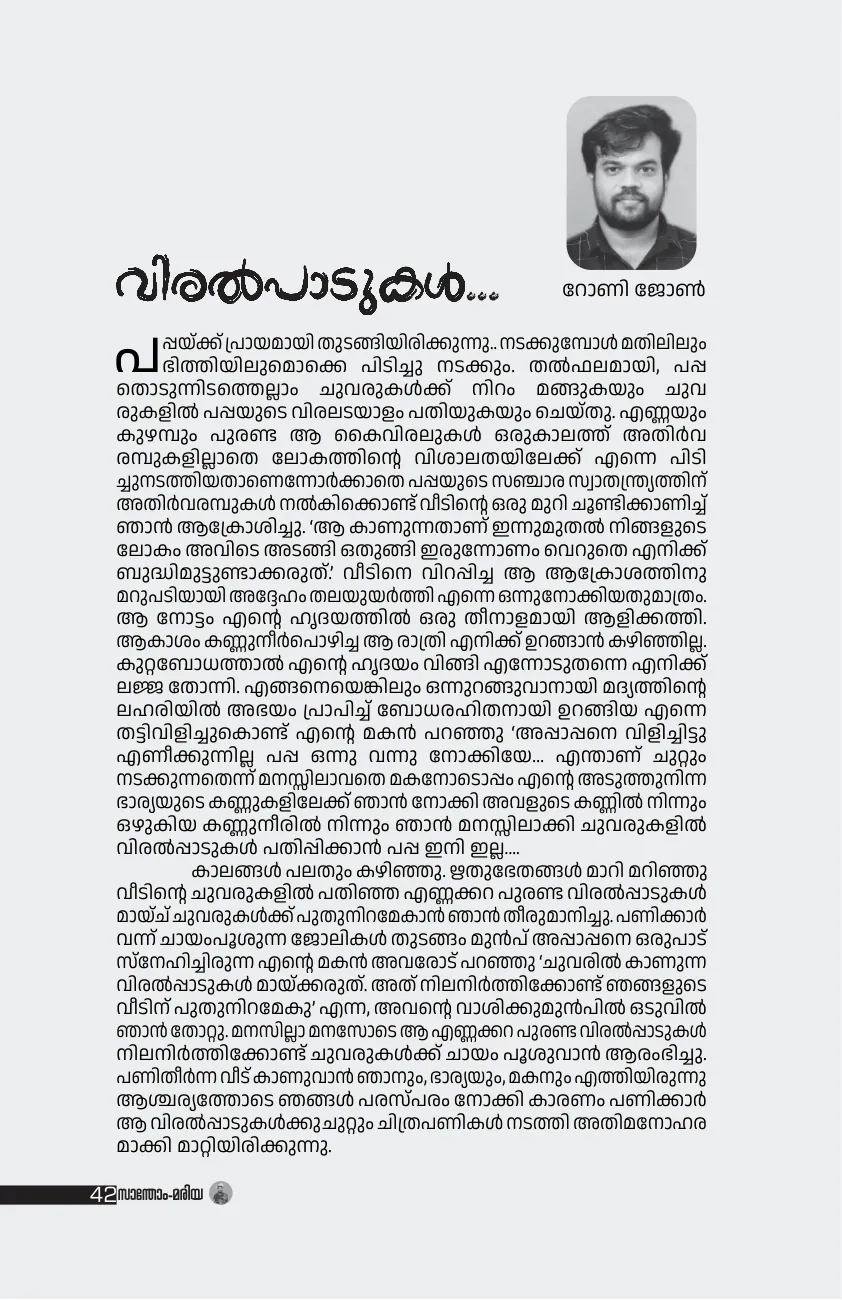 വിരൽപാടുകൾ...
റോണി ജോൺ
പപ്പയ്ക്ക് പ്രായമായി തുടങ്ങിയിരിക്കുന്നു.. നടക്കുമ്പോൾ മതിലിലും
ഭിത്തിയിലുമൊക്കെ പിടിച്ചു നടക്കും. തൽഫലമായി, പപ്പ
തൊടുന്നിടത്തെല്ലാം ചുവരുകൾക്ക് നിറം മങ്ങുകയും ചുവ
രുകളിൽ പപ്പയുടെ വിരലടയാളം പതിയുകയും ചെയ്തു. എണ്ണയും
കുഴമ്പും പുരണ്ട ആ കൈവിരലുകൾ ഒരുകാലത്ത് അതിർവ
രമ്പുകളില്ലാതെ ലോകത്തിന്റെ വിശാലതയിലേക്ക് എന്നെ പിടി
ച്ചുനടത്തിയതാണെന്നോർക്കാതെ പപ്പയുടെ സഞ്ചാര സ്വാതന്ത്ര്യത്തിന്
അതിർവരമ്പുകൾ നൽകിക്കൊണ്ട് വീടിന്റെ ഒരു മുറി ചൂണ്ടിക്കാണിച്ച്
ഞാൻ ആക്രോശിച്ചു. ‘ആ കാണുന്നതാണ് ഇന്നുമുതൽ നിങ്ങളുടെ
ലോകം അവിടെ അടങ്ങി ഒതുങ്ങി ഇരുന്നോണം വെറുതെ എനിക്ക്
ബുദ്ധിമുട്ടുണ്ടാക്കരുത്.’ വീടിനെ വിറപ്പിച്ച ആ ആക്രോശത്തിനു
മറുപടിയായി അദ്ദേഹം തലയുയർത്തി എന്നെ ഒന്നുനോക്കിയതുമാത്രം.
ആ നോട്ടം എന്റെ ഹൃദയത്തിൽ ഒരു തീനാളമായി ആളിക്കത്തി.
ആകാശം കണ്ണുനീർപൊഴിച്ച ആ രാത്രി എനിക്ക് ഉറങ്ങാൻ കഴിഞ്ഞില്ല.
കുറ്റബോധത്താൽ എന്റെ ഹൃദയം വിങ്ങി എന്നോടുതന്നെ എനിക്ക്
ലജ്ജ തോന്നി. എങ്ങനെയെങ്കിലും ഒന്നുറങ്ങുവാനായി മദ്യത്തിന്റെ
ലഹരിയിൽ അഭയം പ്രാപിച്ച് ബോധരഹിതനായി ഉറങ്ങിയ എന്നെ
തട്ടിവിളിച്ചുകൊണ്ട് എന്റെ മകൻ പറഞ്ഞു ‘അപ്പാപ്പനെ വിളിച്ചിട്ടു
എണീക്കുന്നില്ല പപ്പ ഒന്നു വന്നു നോക്കിയേ... എന്താണ് ചുറ്റും
നടക്കുന്നതെന്ന് മനസ്സിലാവതെ മകനോടൊപ്പം എന്റെ അടുത്തുനിന്ന
ഭാര്യയുടെ കണ്ണുകളിലേക്ക് ഞാൻ നോക്കി അവളുടെ കണ്ണിൽ നിന്നും
ഒഴുകിയ കണ്ണുനീരിൽ നിന്നും ഞാൻ മനസ്സിലാക്കി ചുവരുകളിൽ
വിരൽപ്പാടുകൾ പതിപ്പിക്കാൻ പപ്പ ഇനി ഇല്ല....
കാലങ്ങൾ പലതും കഴിഞ്ഞു. ഋതുഭേതങ്ങൾ മാറി മറിഞ്ഞു
വീടിന്റെ ചുവരുകളിൽ പതിഞ്ഞ എണ്ണക്കറ പുരണ്ട വിരൽപ്പാടുകൾ
മായ്ച് ചുവരുകൾക്ക് പുതുനിറമേകാൻ ഞാൻ തീരുമാനിച്ചു. പണിക്കാർ
വന്ന് ചായംപൂശുന്ന ജോലികൾ തുടങ്ങം മുൻപ് അപ്പാപ്പനെ ഒരുപാട്
സ്നേഹിച്ചിരുന്ന എന്റെ മകൻ അവരോട് പറഞ്ഞു ‘ചുവരിൽ കാണുന്ന
വിരൽപ്പാടുകൾ മായ്ക്കരുത്. അത് നിലനിർത്തിക്കോണ്ട് ഞങ്ങളുടെ
വീടിന് പുതുനിറമേകു’ എന്ന, അവന്റെ വാശിക്കുമുൻപിൽ ഒടുവിൽ
ഞാൻ തോറ്റു. മനസില്ലാ മനസോടെ ആ എണ്ണക്കറ പുരണ്ട വിരൽപ്പാടുകൾ
നിലനിർത്തിക്കോണ്ട് ചുവരുകൾക്ക് ചായം പൂശുവാൻ ആരംഭിച്ചു.
പണിതീർന്ന വീട് കാണുവാൻ ഞാനും, ഭാര്യയും, മകനും എത്തിയിരുന്നു
ആശ്ചര്യത്തോടെ ഞങ്ങൾ പരസ്പരം നോക്കി കാരണം പണിക്കാർ
ആ വിരൽപ്പാടുകൾക്കുചുറ്റും ചിത്രപണികൾ നടത്തി അതിമനോഹര
മാക്കി മാറ്റിയിരിക്കുന്നു.
42 സാന്തോം-മരിയ